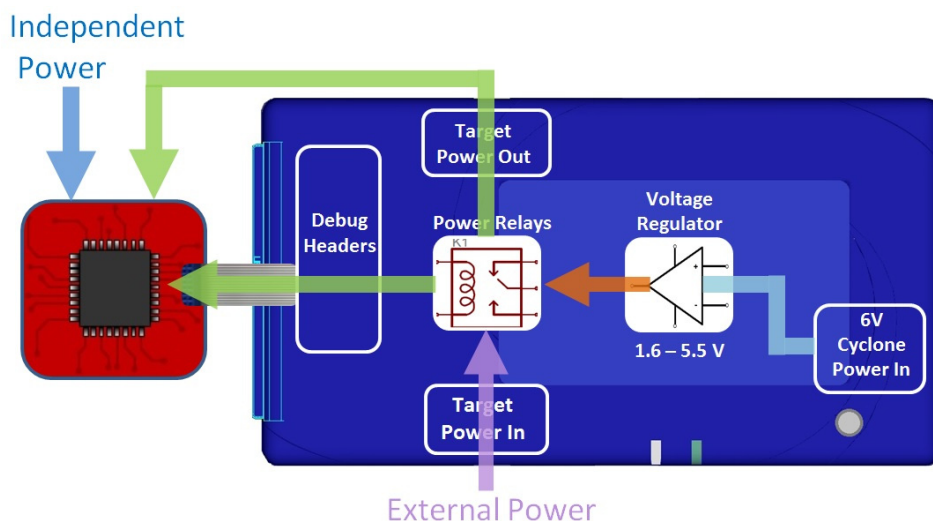 Independent
Power
Target
Power Out
Debug
Headers
Power Relays
K1
Voltage
Regulator
+
-
1.6 – 5.5 V
6V
Cyclone
Power In
Target
Power In
External Power